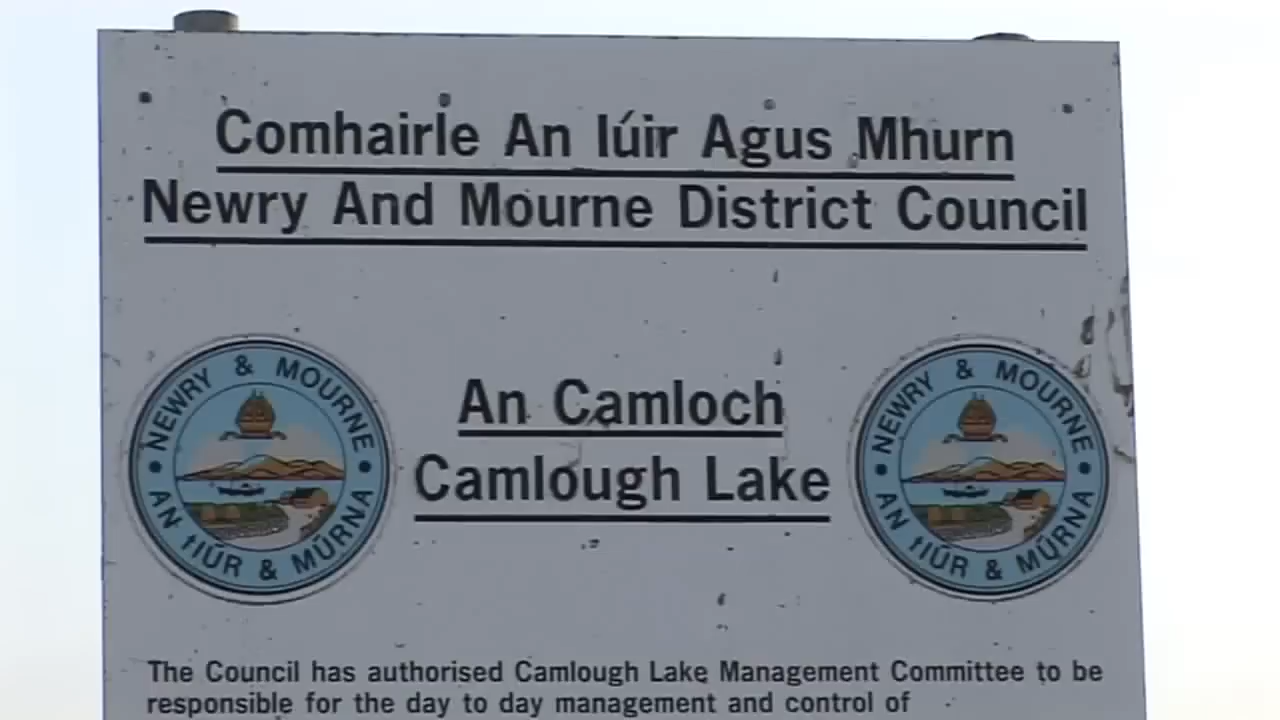 Comhairle An Iúir Agus Mhurn
Newry And Mourne District Council
NEWRY & MOURNE
AN tIÚR & MÚRNA
An Camloch
Camlough Lake
NEWRY & MOURNE
AN tIÚR & MÚRNA
The Council has authorised Camlough Lake Management Committee to be
responsible for the day to day management and control of